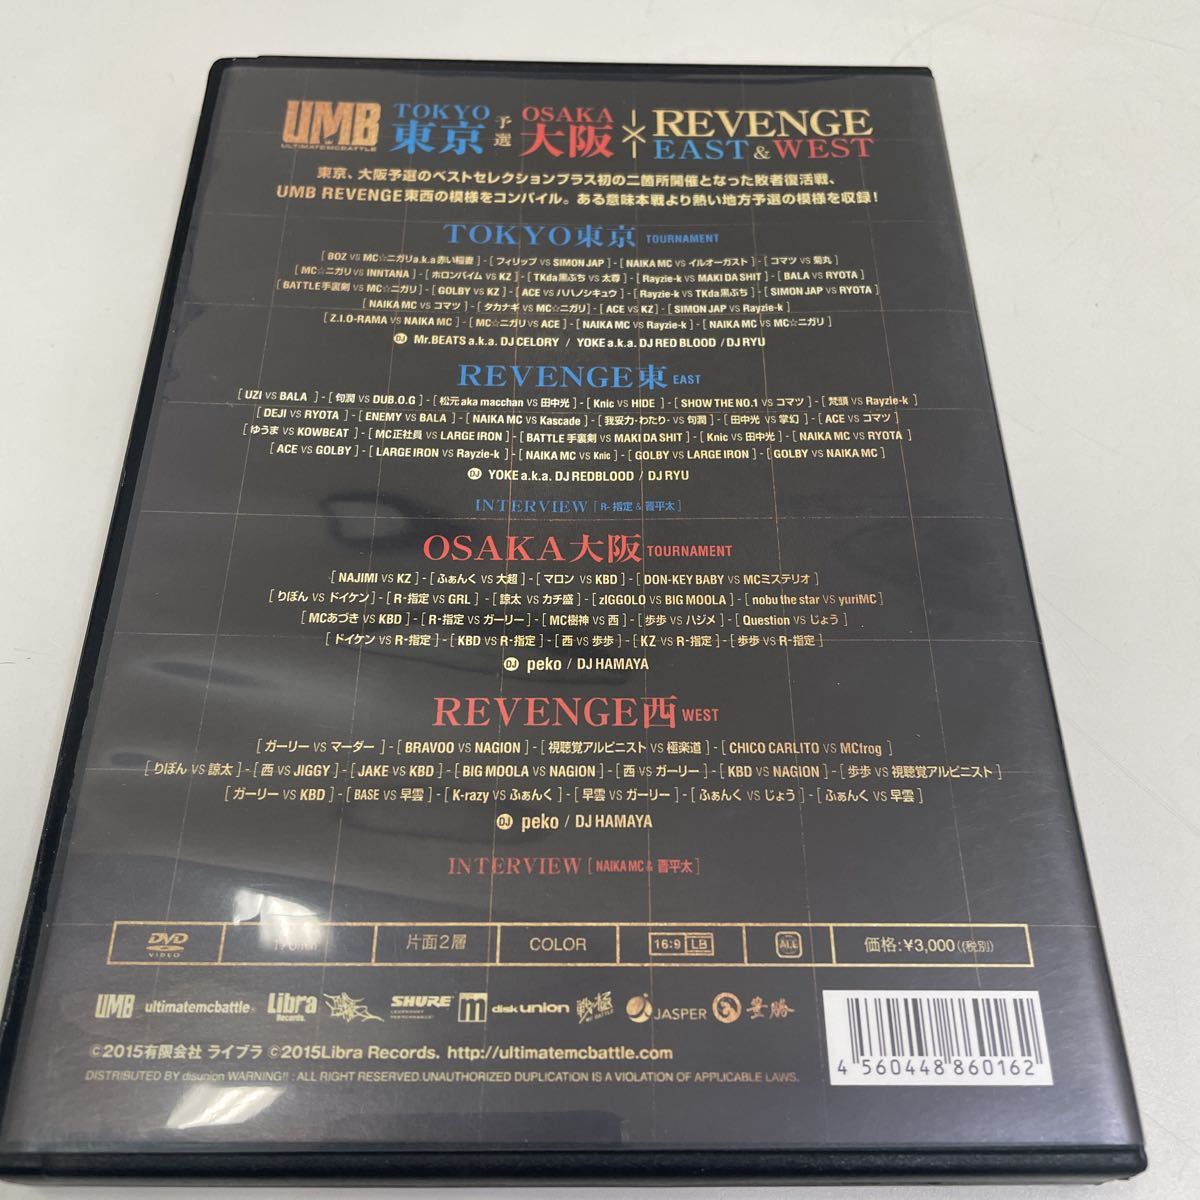 UMB TOKYO 東京 予選 OSAKA 大阪 × REVENGE
ULTIMATEMCBATTLE EAST & WEST
東京、大阪予選のベストセレクションプラス初の二箇所開催となった敗者復活戦、
UMB REVENGE東西の模様をコンパイル。ある意味本戦より熱い地方予選の模様を収録！
TOKYO東京 TOURNAMENT
[ BOZ VS MC☆ニガリa.k.a赤い稲妻 ] - [ フィリップ VS SIMON JAP ] - [ NAIKA MC VS イルオーガスト ] - [ コマツ VS 菊丸 ]
[ MC☆ニガリ VS INNTANA ] - [ ホロンバイム VS KZ ] - [ TKda黒ぶち VS 太尊 ] - [ Rayzie-k VS MAKI DA SHIT ] - [ BALA VS RYOTA ]
[ BATTLE手裏剣 VS MC☆ニガリ ] - [ GOLBY VS KZ ] - [ ACE VS ハハノシキュウ ] - [ Rayzie-k VS TKda黒ぶち ] - [ SIMON JAP VS RYOTA ]
[ NAIKA MC VS コマツ ] - [ タカナギ VS MC☆ニガリ ] - [ ACE VS KZ ] - [ SIMON JAP VS Rayzie-k ]
[ Z.I.O-RAMA VS NAIKA MC ] - [ MC☆ニガリ VS ACE ] - [ NAIKA MC VS Rayzie-k ] - [ NAIKA MC VS MC☆ニガリ ]
DJ Mr.BEATS a.k.a. DJ CELORY / YOKE a.k.a. DJ RED BLOOD / DJ RYU
REVENGE東 EAST
[ UZI VS BALA ] - [ 句潤 VS DUB.O.G ] - [ 松元 aka macchan VS 田中光 ] - [ Knic VS HIDE ] - [ SHOW THE NO.1 VS コマツ ] - [ 梵頭 VS Rayzie-k ]
[ DEJI VS RYOTA ] - [ ENEMY VS BALA ] - [ NAIKA MC VS Kascade ] - [ 我妥力-わたり- VS 句潤 ] - [ 田中光 VS 掌幻 ] - [ ACE VS コマツ ]
[ ゆうま VS KOWBEAT ] - [ MC正社員 VS LARGE IRON ] - [ BATTLE 手裏剣 VS MAKI DA SHIT ] - [ Knic VS 田中光 ] - [ NAIKA MC VS RYOTA ]
[ ACE VS GOLBY ] - [ LARGE IRON VS Rayzie-k ] - [ NAIKA MC VS Knic ] - [ GOLBY VS LARGE IRON ] - [ GOLBY VS NAIKA MC ]
DJ YOKE a.k.a. DJ REDBLOOD / DJ RYU
INTERVIEW [ R-指定 & 晋平太 ]
OSAKA大阪 TOURNAMENT
[ NAJIMI VS KZ ] - [ ふぁんく VS 大超 ] - [ マロン VS KBD ] - [ DON-KEY BABY VS MCミステリオ ]
[ りぼん VS ドイケン ] - [ R-指定 VS GRL ] - [ 諒太 VS カチ盛 ] - [ zIGGOLO VS BIG MOOLA ] - [ nobu the star VS yuriMC ]
[ MCあづき VS KBD ] - [ R-指定 VS ガーリー ] - [ MC樹神 VS 西 ] - [ 歩歩 VS ハジメ ] - [ Question VS じょう ]
[ ドイケン VS R-指定 ] - [ KBD VS R-指定 ] - [ 西 VS 歩歩 ] - [ KZ VS R-指定 ] - [ 歩歩 VS R-指定 ]
DJ peko / DJ HAMAYA
REVENGE西 WEST
[ ガーリー VS マーダー ] - [ BRAVOO VS NAGION ] - [ 視聴覚アルピニスト VS 極楽道 ] - [ CHICO CARLITO VS MCfrog ]
[ りぼん VS 諒太 ] - [ 西 VS JIGGY ] - [ JAKE VS KBD ] - [ BIG MOOLA VS NAGION ] - [ 西 VS ガーリー ] - [ KBD VS NAGION ] - [ 歩歩 VS 視聴覚アルピニスト ]
[ ガーリー VS KBD ] - [ BASE VS 早雲 ] - [ K-razy VS ふぁんく ] - [ 早雲 VS ガーリー ] - [ ふぁんく VS じょう ] - [ ふぁんく VS 早雲 ]
DJ peko / DJ HAMAYA
INTERVIEW [ NAIKA MC & 晋平太 ]
DVD VIDEO 片面2層 COLOR 16:9 LB ALL 価格:¥3,000(税別)
UMB ultimatemcbattle. Libra Records. SHURE LEGENDARY PERFORMANCE m disk union 戦極 MC BATTLE JASPER 豊勝
©2015有限会社 ライブラ ©2015Libra Records. http://ultimatemcbattle.com
DISTRIBUTED BY disunion WARNING!! : ALL RIGHT RESERVED.UNAUTHORIZED DUPLICATION IS A VIOLATION OF APPLICABLE LAWS.
4 560448 860162